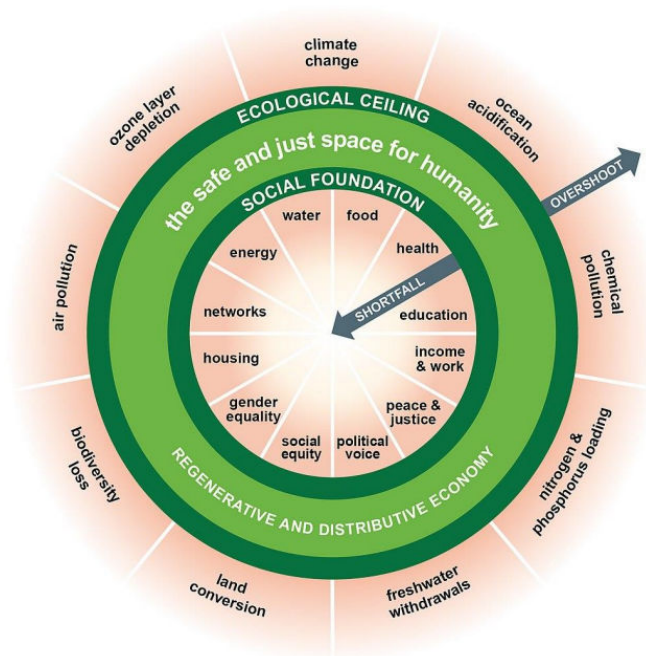 climate
change
ocean
acidification
chemical
pollution
nitrogen &
phosphorus loading
freshwater
withdrawals
land
conversion
biodiversity
loss
air pollution
ozone layer
depletion
OVERSHOOT
ECOLOGICAL CEILING
the safe and just space for humanity
SOCIAL FOUNDATION
water
food
health
SHORTFALL
education
income
& work
peace &
justice
political
voice
social
equity
gender
equality
housing
networks
energy
REGENERATIVE AND DISTRIBUTIVE ECONOMY